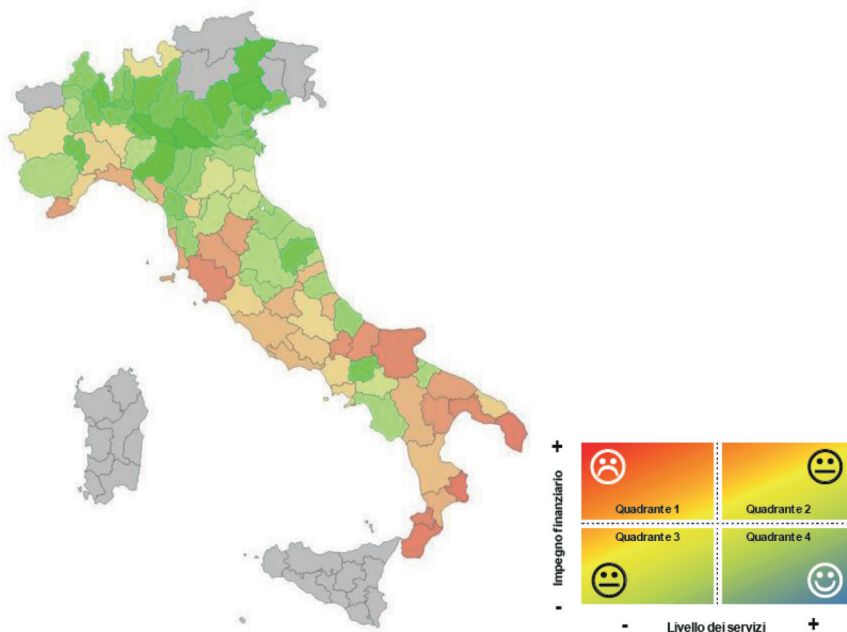 +
Impegno finanziario
-
Quadrante 1
Quadrante 2
Quadrante 3
Quadrante 4
- Livello dei servizi +